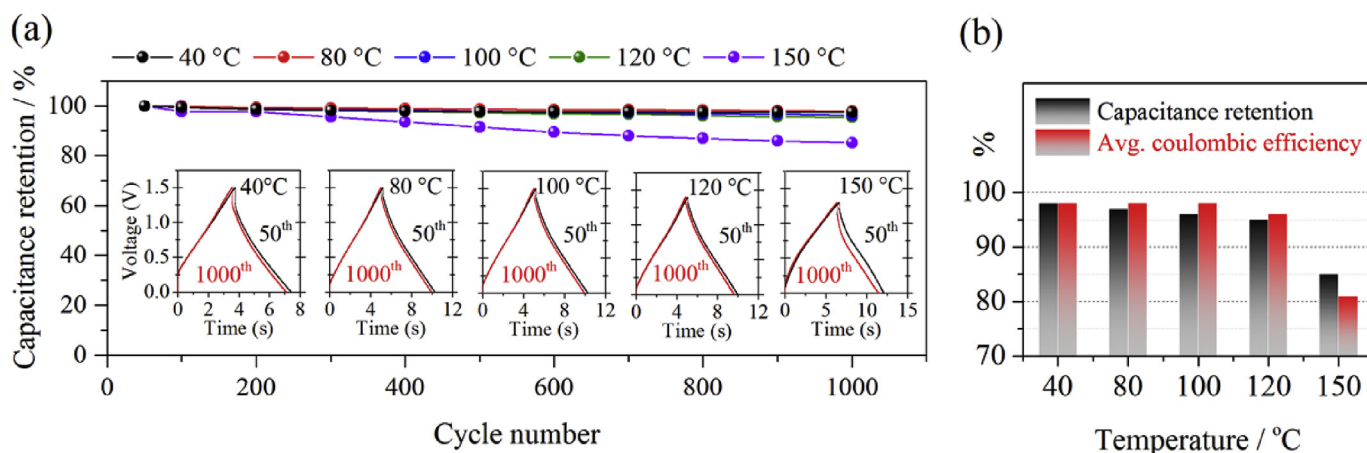 (a)
40 °C 80 °C 100 °C 120 °C 150 °C
Capacitance retention / %
100
80
60
40
20
0
0 200 400 600 800 1000
Cycle number
Voltage (V)
1.5
1.0
0.5
0.0
40°C
50th
1000th
0 2 4 6 8
Time (s)
80 °C
50th
1000th
0 4 8 12
Time (s)
100 °C
50th
1000th
0 4 8 12
Time (s)
120 °C
50th
1000th
0 4 8 12
Time (s)
150 °C
50th
1000th
0 5 10 15
Time (s)
(b)
Capacitance retention
Avg. coulombic efficiency
%
100
90
80
70
40 80 100 120 150
Temperature / °C